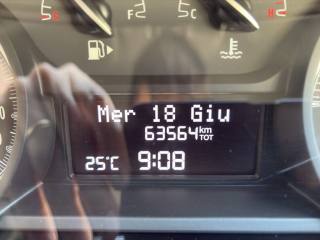 E F C H
Mer 18 Giu
63564 km TOT
25°C 9:08